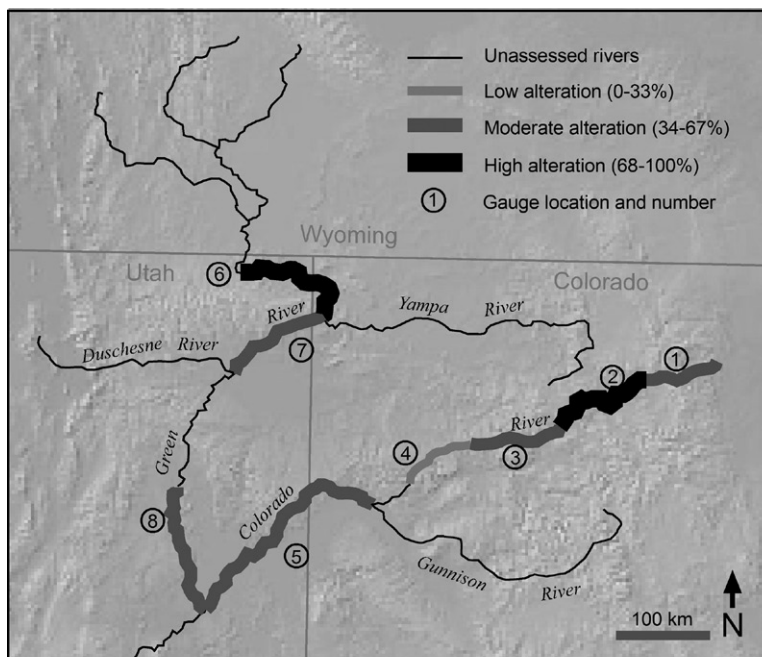 Unassessed rivers
Low alteration (0-33%)
Moderate alteration (34-67%)
High alteration (68-100%)
1 Gauge location and number
Wyoming
Utah
Colorado
6
River
Yampa River
Duschesne River
7
1
2
River
3
4
Green
Colorado
8
5
Gunnison River
100 km
N